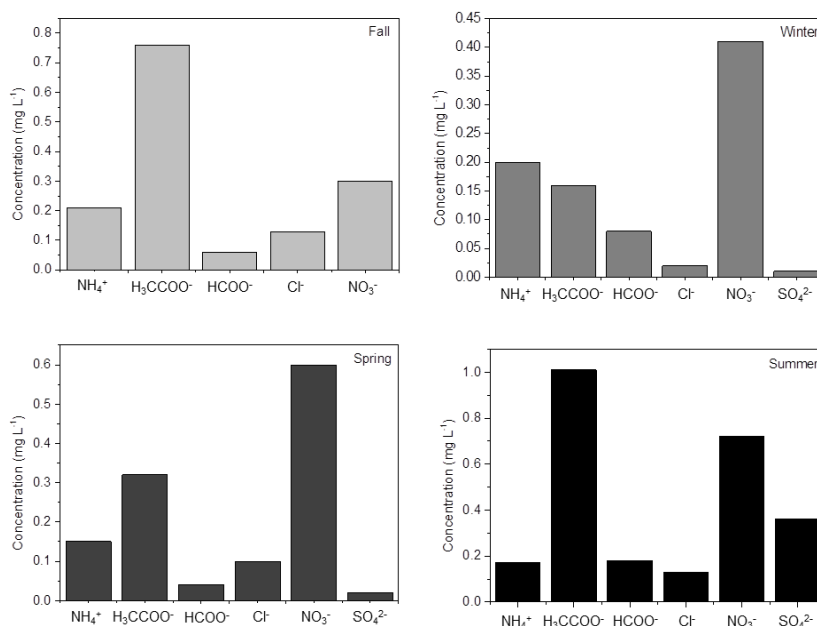 Fall
Concentration (mg L⁻¹)
0.8
0.7
0.6
0.5
0.4
0.3
0.2
0.1
0.0
NH₄⁺ H₃CCOO⁻ HCOO⁻ Cl⁻ NO₃⁻
Winter
Concentration (mg L⁻¹)
0.45
0.40
0.35
0.30
0.25
0.20
0.15
0.10
0.05
0.00
NH₄⁺ H₃CCOO⁻ HCOO⁻ Cl⁻ NO₃⁻ SO₄²⁻
Spring
Concentration (mg L⁻¹)
0.6
0.5
0.4
0.3
0.2
0.1
0.0
NH₄⁺ H₃CCOO⁻ HCOO⁻ Cl⁻ NO₃⁻ SO₄²⁻
Summer
Concentration (mg L⁻¹)
1.0
0.8
0.6
0.4
0.2
0.0
NH₄⁺ H₃CCOO⁻ HCOO⁻ Cl⁻ NO₃⁻ SO₄²⁻